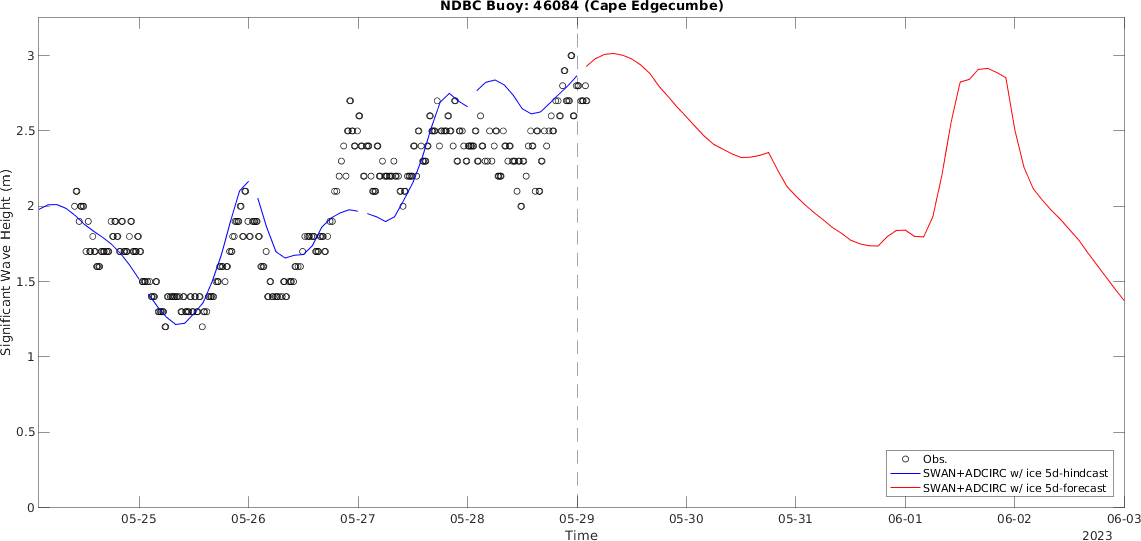 NDBC Buoy: 46084 (Cape Edgecumbe)
Significant Wave Height (m)
3
2.5
2
1.5
1
0.5
0
Obs.
SWAN+ADCIRC w/ ice 5d-hindcast
SWAN+ADCIRC w/ ice 5d-forecast
05-25 05-26 05-27 05-28 05-29 05-30 05-31 06-01 06-02 06-03
Time
2023